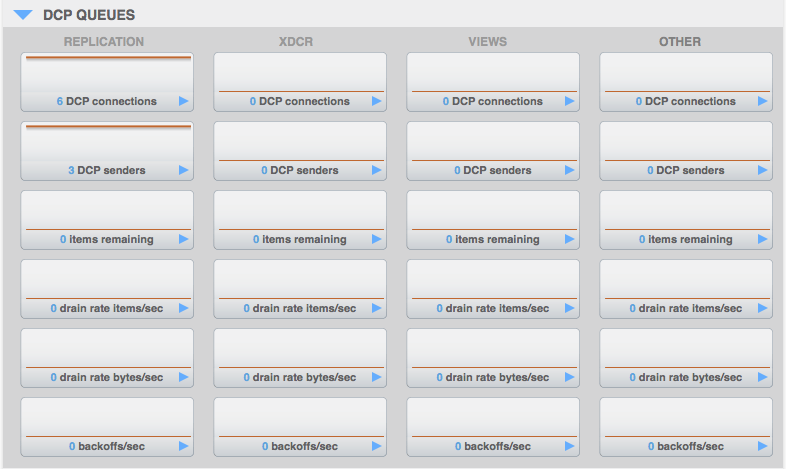 DCP QUEUES
REPLICATION XDCR VIEWS OTHER
6 DCP connections 0 DCP connections 0 DCP connections 0 DCP connections
3 DCP senders 0 DCP senders 0 DCP senders 0 DCP senders
0 items remaining 0 items remaining 0 items remaining 0 items remaining
0 drain rate items/sec 0 drain rate items/sec 0 drain rate items/sec 0 drain rate items/sec
0 drain rate bytes/sec 0 drain rate bytes/sec 0 drain rate bytes/sec 0 drain rate bytes/sec
0 backoffs/sec 0 backoffs/sec 0 backoffs/sec 0 backoffs/sec